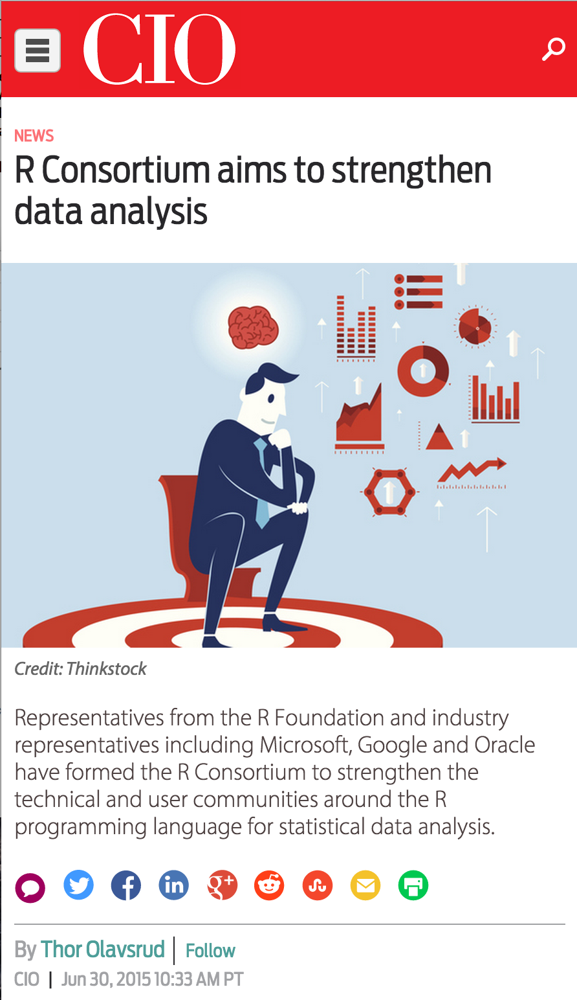 CIO
NEWS
R Consortium aims to strengthen
data analysis
Credit: Thinkstock
Representatives from the R Foundation and industry
representatives including Microsoft, Google and Oracle
have formed the R Consortium to strengthen the
technical and user communities around the R
programming language for statistical data analysis.
By Thor Olavsrud | Follow
CIO | Jun 30, 2015 10:33 AM PT